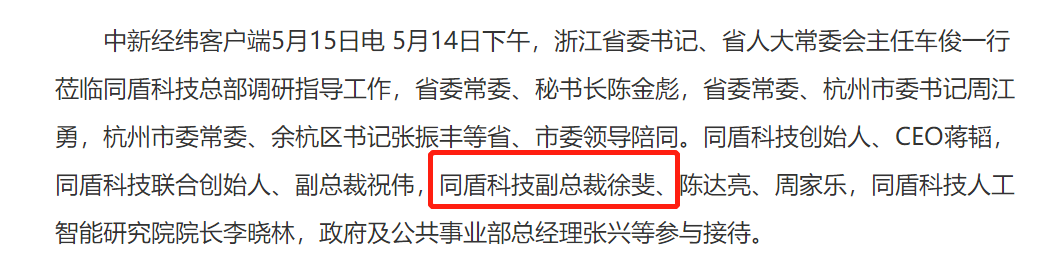 中新经纬客户端5月15日电 5月14日下午，浙江省委书记、省人大常委会主任车俊一行
莅临同盾科技总部调研指导工作，省委常委、秘书长陈金彪，省委常委、杭州市委书记周江
勇，杭州市委常委、余杭区书记张振丰等省、市委领导陪同。同盾科技创始人、CEO蒋韬，
同盾科技联合创始人、副总裁祝伟，同盾科技副总裁徐斐、陈达亮、周家乐，同盾科技人工
智能研究院院长李晓林，政府及公共事业部总经理张兴等参与接待。